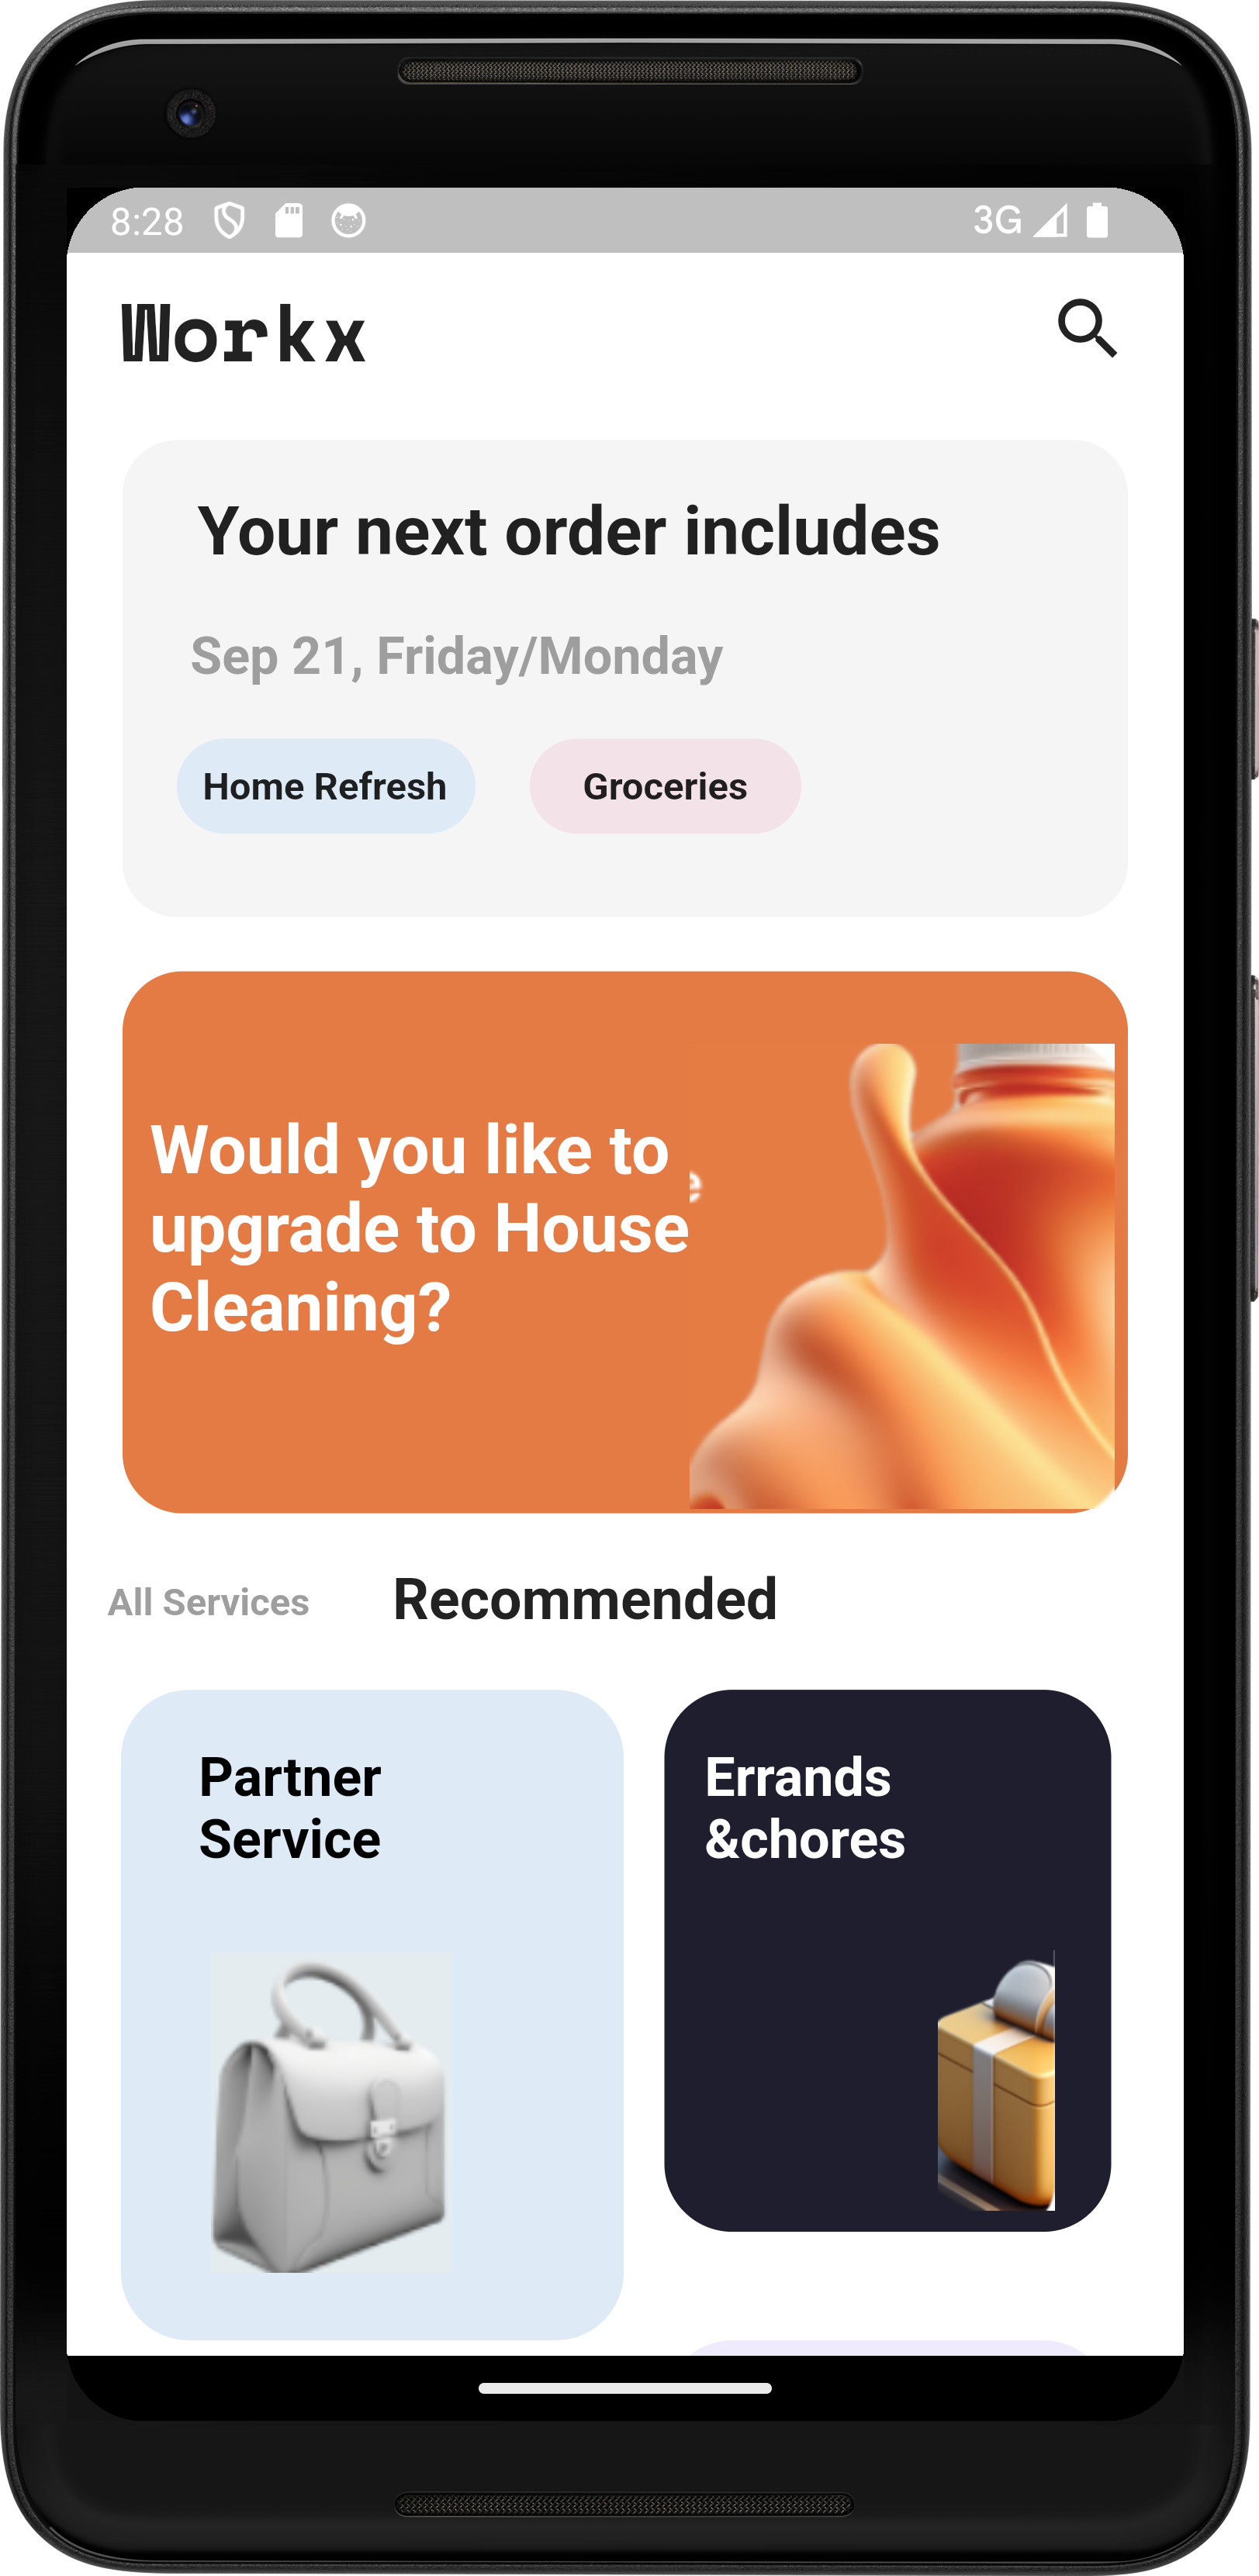 8:28 3G
Workx
Your next order includes
Sep 21, Friday/Monday
Home Refresh Groceries
Would you like to
upgrade to House
Cleaning?
e
All Services Recommended
Partner
Service
Errands
&chores